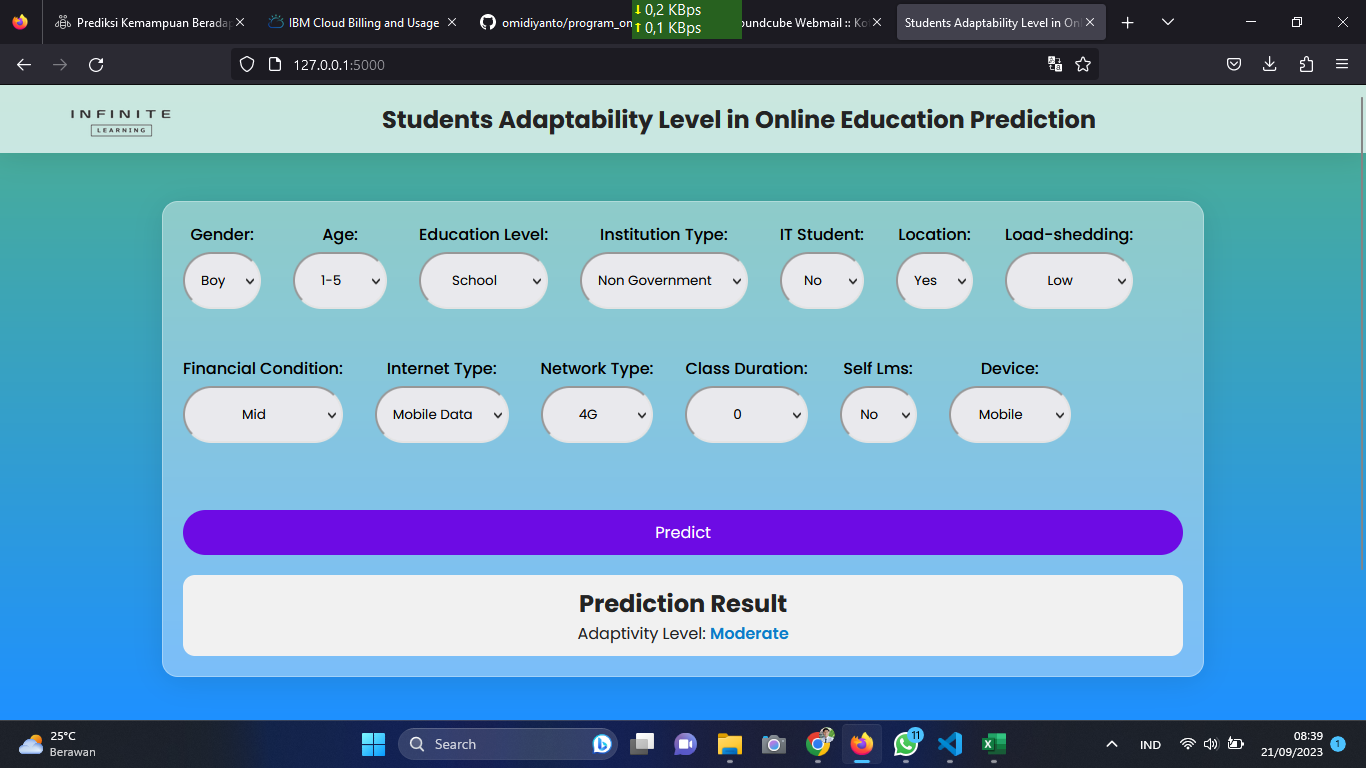 Prediksi Kemampuan Beradap
IBM Cloud Billing and Usage
omidiyanto/program_on
0,2 KBps
0,1 KBps
oundcube Webmail :: Ko
Students Adaptability Level in Onl
127.0.0.1:5000
INFINITE
LEARNING
Students Adaptability Level in Online Education Prediction
Gender: Age: Education Level: Institution Type: IT Student: Location: Load-shedding:
Boy 1-5 School Non Government No Yes Low
Financial Condition: Internet Type: Network Type: Class Duration: Self Lms: Device:
Mid Mobile Data 4G 0 No Mobile
Predict
Prediction Result
Adaptivity Level: Moderate
25°C
Berawan
Search
11
IND
08:39
21/09/2023
1